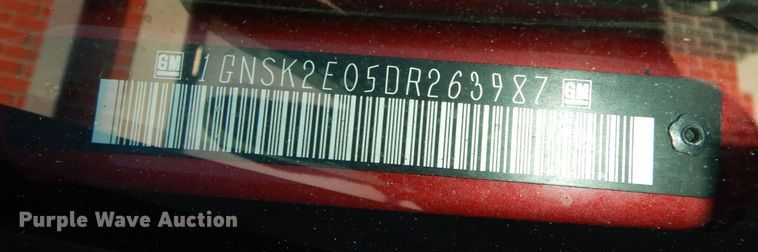 GM 1GNSK2E05DR263987 GM
Purple Wave Auction